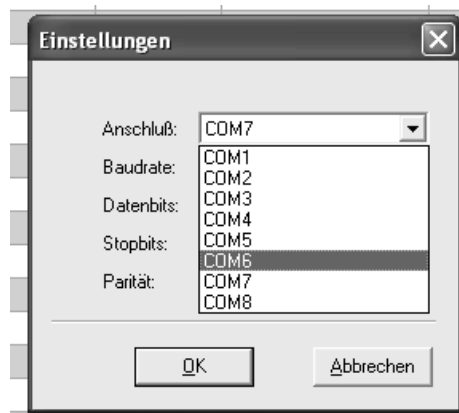 Einstellungen
Anschluß: COM7
Baudrate: COM1
COM2
Datenbits: COM3
COM4
Stopbits: COM5
COM6
Parität: COM7
COM8
OK Abbrechen